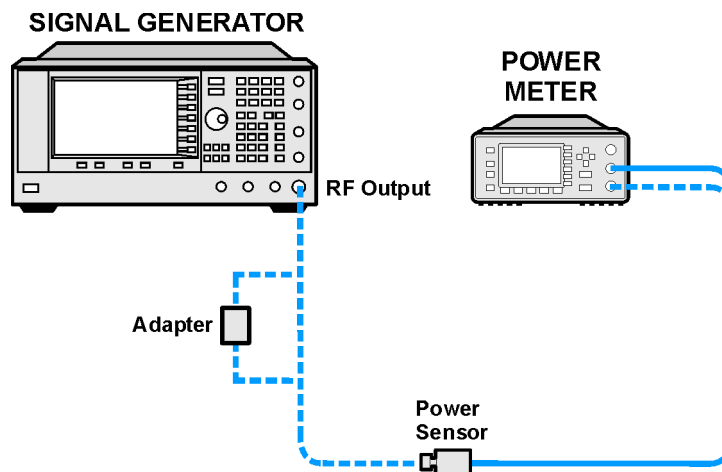 SIGNAL GENERATOR
POWER
METER
RF Output
Adapter
Power
Sensor